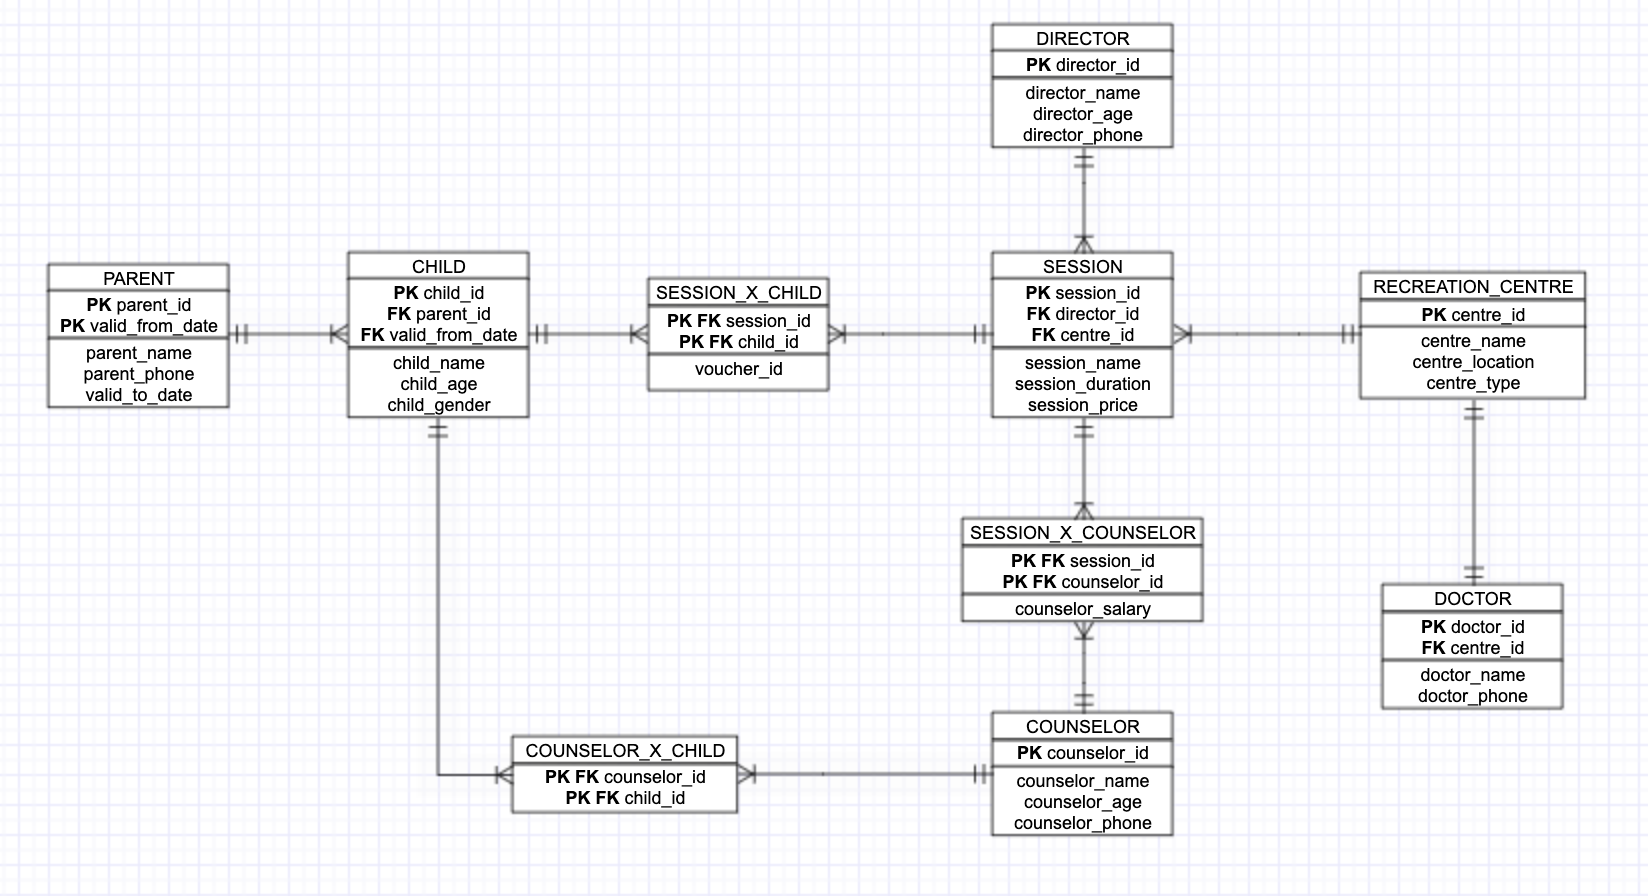 DIRECTOR
PK director_id
director_name
director_age
director_phone
PARENT
PK parent_id
PK valid_from_date
parent_name
parent_phone
valid_to_date
CHILD
PK child_id
FK parent_id
FK valid_from_date
child_name
child_age
child_gender
SESSION_X_CHILD
PK FK session_id
PK FK child_id
voucher_id
SESSION
PK session_id
FK director_id
FK centre_id
session_name
session_duration
session_price
RECREATION_CENTRE
PK centre_id
centre_name
centre_location
centre_type
SESSION_X_COUNSELOR
PK FK session_id
PK FK counselor_id
counselor_salary
DOCTOR
PK doctor_id
FK centre_id
doctor_name
doctor_phone
COUNSELOR_X_CHILD
PK FK counselor_id
PK FK child_id
COUNSELOR
PK counselor_id
counselor_name
counselor_age
counselor_phone